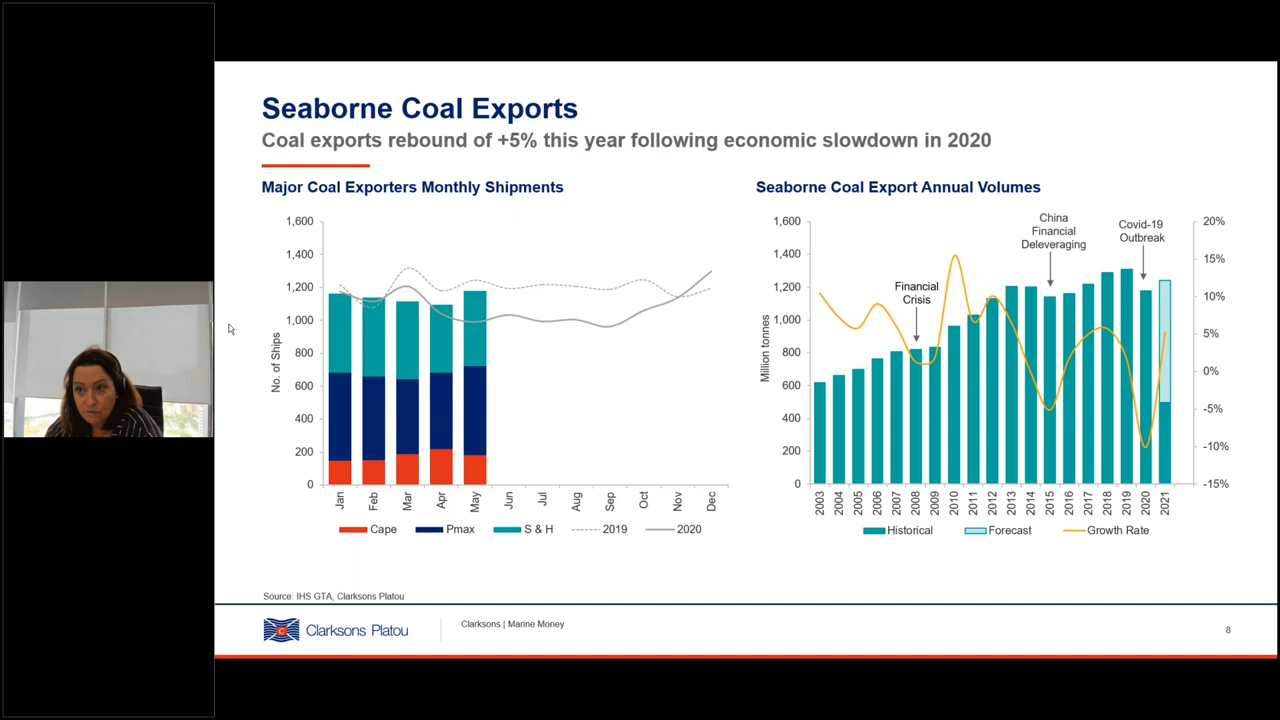 Seaborne Coal Exports
Coal exports rebound of +5% this year following economic slowdown in 2020
Major Coal Exporters Monthly Shipments
1,600
1,400
1,200
1,000
800
600
400
200
0
No. of Ships
Jan
Feb
Mar
Apr
May
Jun
Jul
Aug
Sep
Oct
Nov
Dec
Cape
Pmax
S & H
2019
2020
Seaborne Coal Export Annual Volumes
1,600
1,400
1,200
1,000
800
600
400
200
0
Million tonnes
Financial
Crisis
China
Financial
Deleveraging
Covid-19
Outbreak
20%
15%
10%
5%
0%
-5%
-10%
-15%
2003
2004
2005
2006
2007
2008
2009
2010
2011
2012
2013
2014
2015
2016
2017
2018
2019
2020
2021
Historical
Forecast
Growth Rate
Source: IHS GTA, Clarksons Platou
Clarksons Platou
Clarksons | Marine Money
8